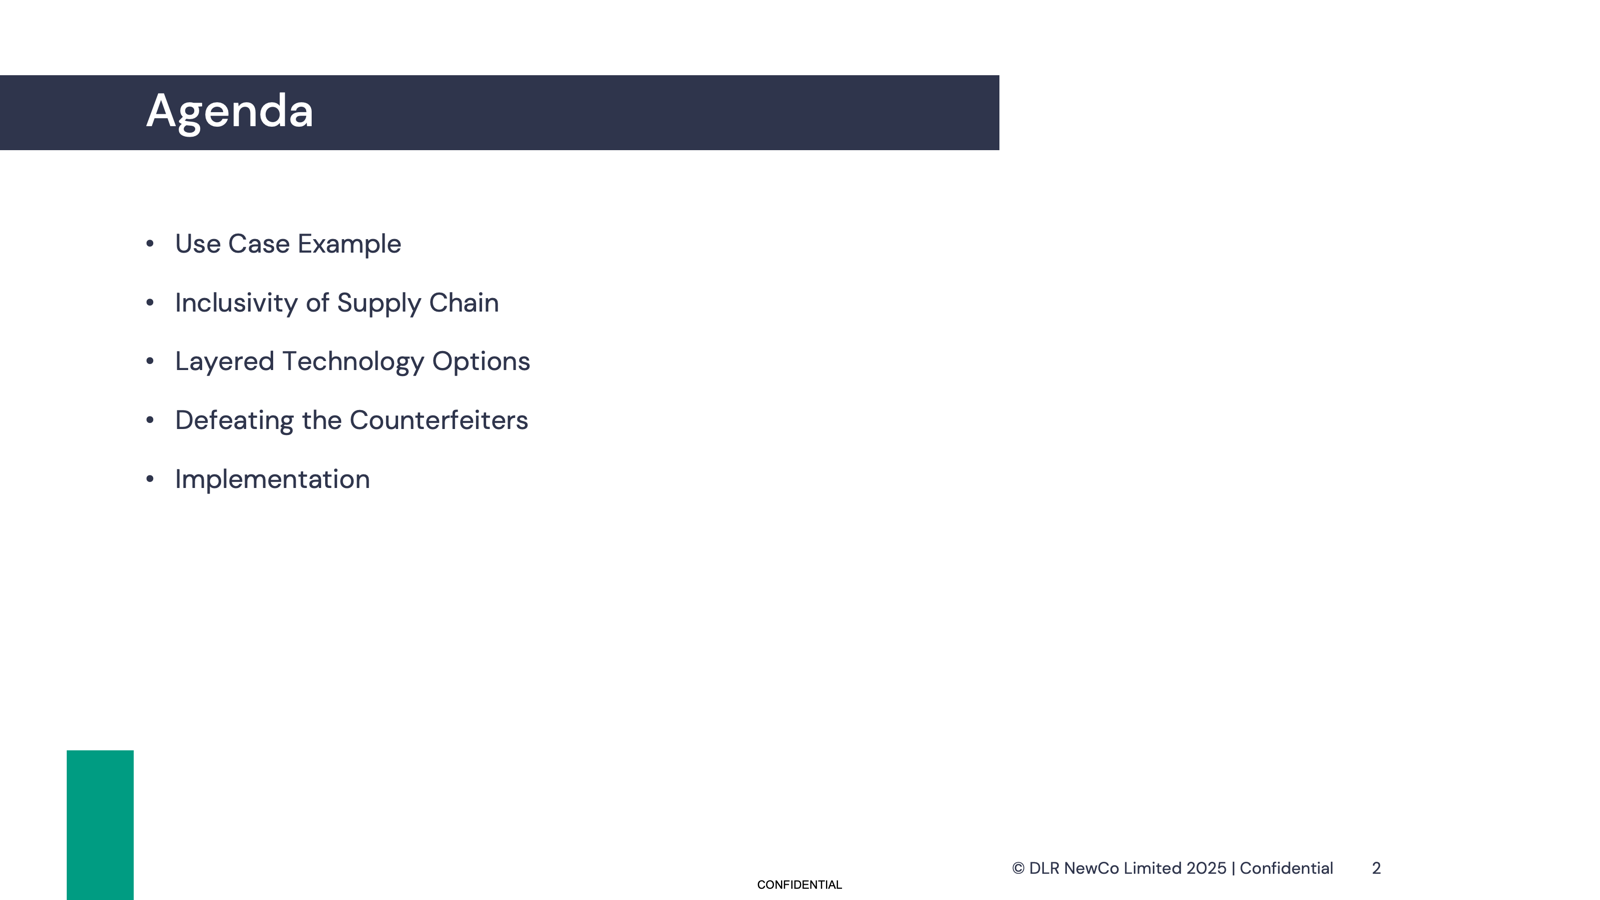 Agenda
• Use Case Example
• Inclusivity of Supply Chain
• Layered Technology Options
• Defeating the Counterfeiters
• Implementation
© DLR NewCo Limited 2025 | Confidential 2
CONFIDENTIAL